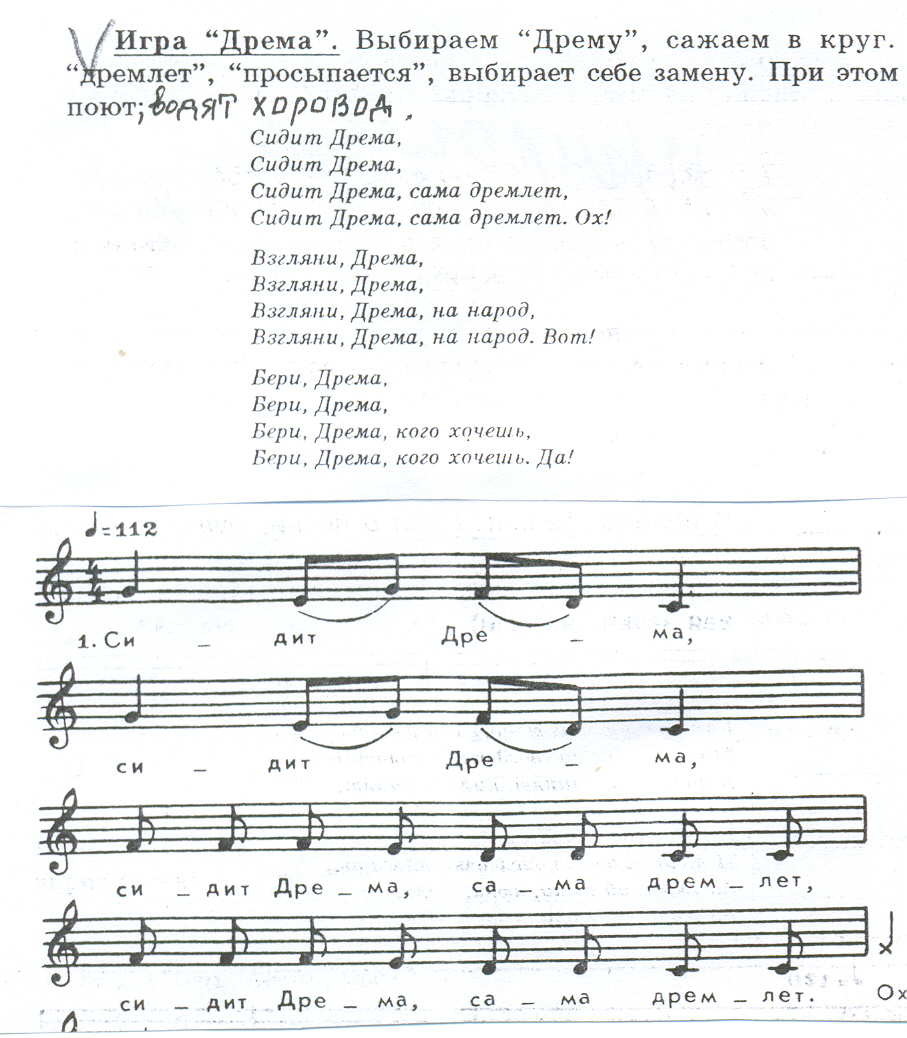 Игра “Дрема”. Выбираем “Дрему”, сажаем в круг.
“дремлет”, “просыпается”, выбирает себе замену. При этом
поют; водят хоровод,
Сидит Дрема,
Сидит Дрема,
Сидит Дрема, сама дремлет,
Сидит Дрема, сама дремлет. Ох!
Взгляни, Дрема,
Взгляни, Дрема,
Взгляни, Дрема, на народ,
Взгляни, Дрема, на народ. Вот!
Бери, Дрема,
Бери, Дрема,
Бери, Дрема, кого хочешь,
Бери, Дрема, кого хочешь. Да!
♩=112
4
4
1. Си – дит Дре – ма,
си – дит Дре – ма,
си – дит Дре – ма, са – ма дрем – лет,
си – дит Дре – ма, са – ма дрем – лет. Ох